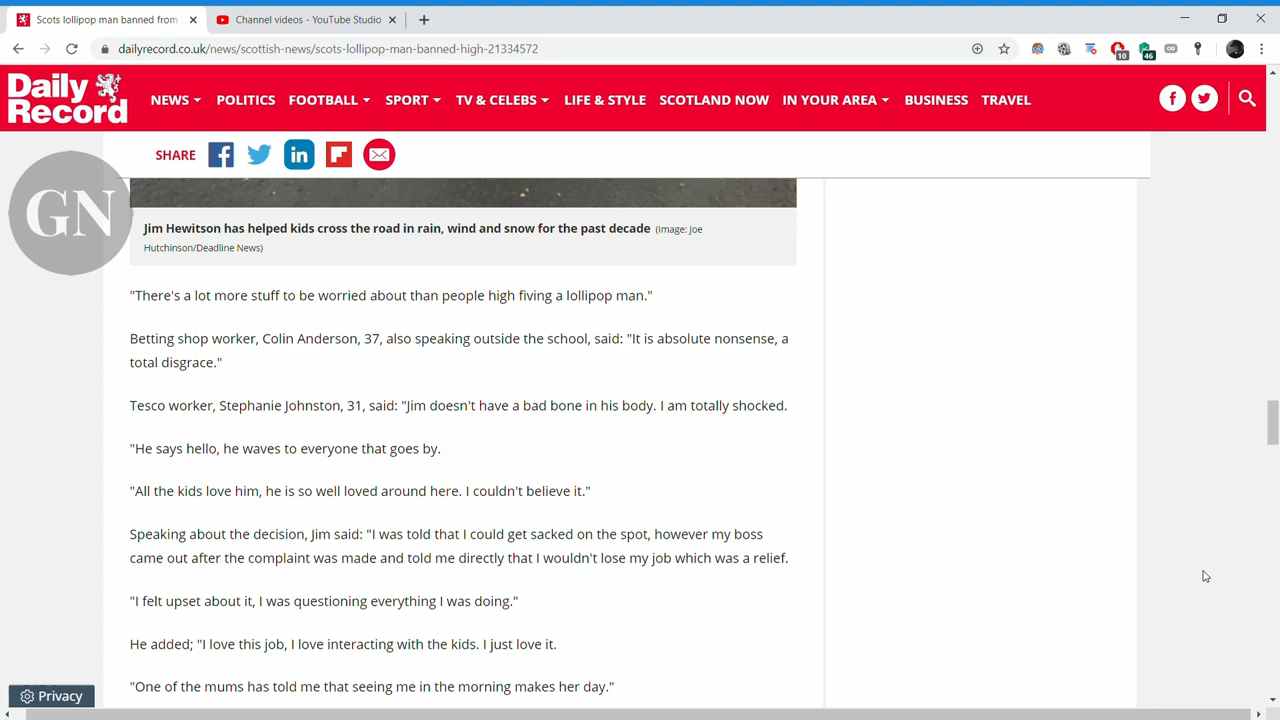 Scots lollipop man banned from
Channel videos - YouTube Studio
dailyrecord.co.uk/news/scottish-news/scots-lollipop-man-banned-high-21334572
10
46
Daily
Record
NEWS
POLITICS
FOOTBALL
SPORT
TV & CELEBS
LIFE & STYLE
SCOTLAND NOW
IN YOUR AREA
BUSINESS
TRAVEL
SHARE
GN
Jim Hewitson has helped kids cross the road in rain, wind and snow for the past decade (Image: Joe
Hutchinson/Deadline News)
"There's a lot more stuff to be worried about than people high fiving a lollipop man."
Betting shop worker, Colin Anderson, 37, also speaking outside the school, said: "It is absolute nonsense, a
total disgrace."
Tesco worker, Stephanie Johnston, 31, said: "Jim doesn't have a bad bone in his body. I am totally shocked.
"He says hello, he waves to everyone that goes by.
"All the kids love him, he is so well loved around here. I couldn't believe it."
Speaking about the decision, Jim said: "I was told that I could get sacked on the spot, however my boss
came out after the complaint was made and told me directly that I wouldn't lose my job which was a relief.
"I felt upset about it, I was questioning everything I was doing."
He added; "I love this job, I love interacting with the kids. I just love it.
"One of the mums has told me that seeing me in the morning makes her day."
Privacy